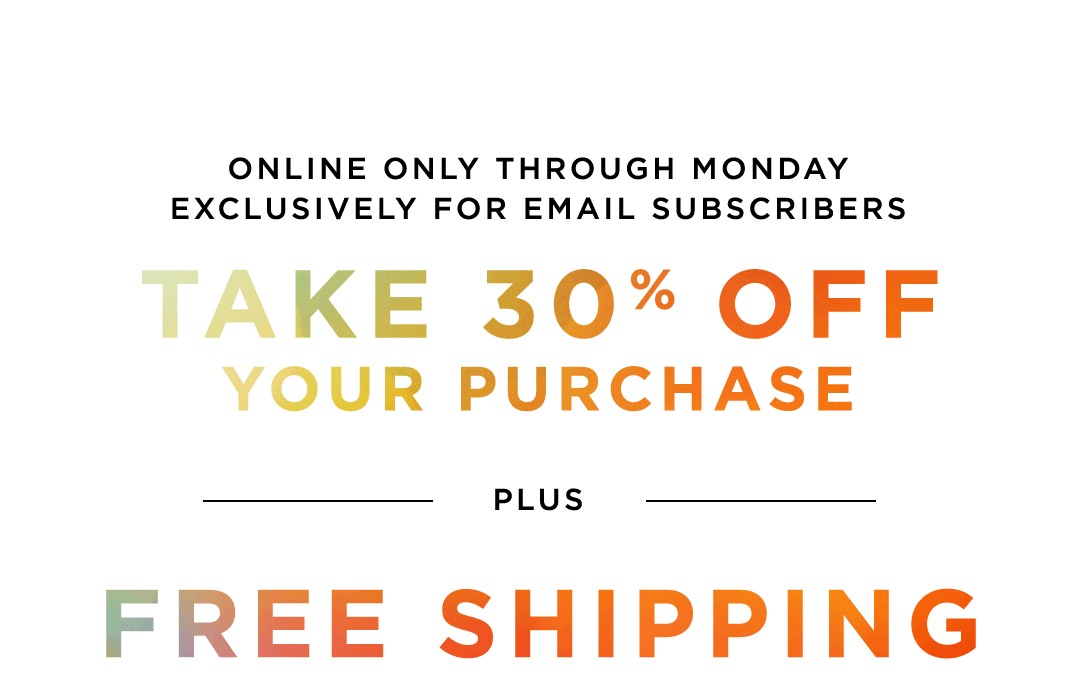 ONLINE ONLY THROUGH MONDAY
EXCLUSIVELY FOR EMAIL SUBSCRIBERS
TAKE 30% OFF
YOUR PURCHASE
PLUS
FREE SHIPPING